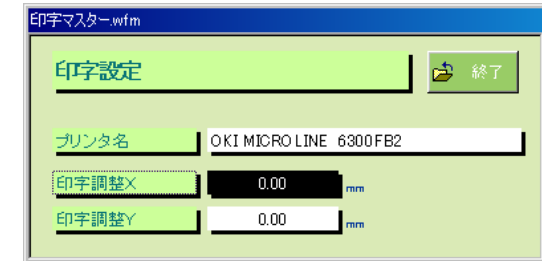 印字マスター.wfm
印字設定
終了
プリンタ名 OKI MICROLINE 6300FB2
印字調整X 0.00 mm
印字調整Y 0.00 mm